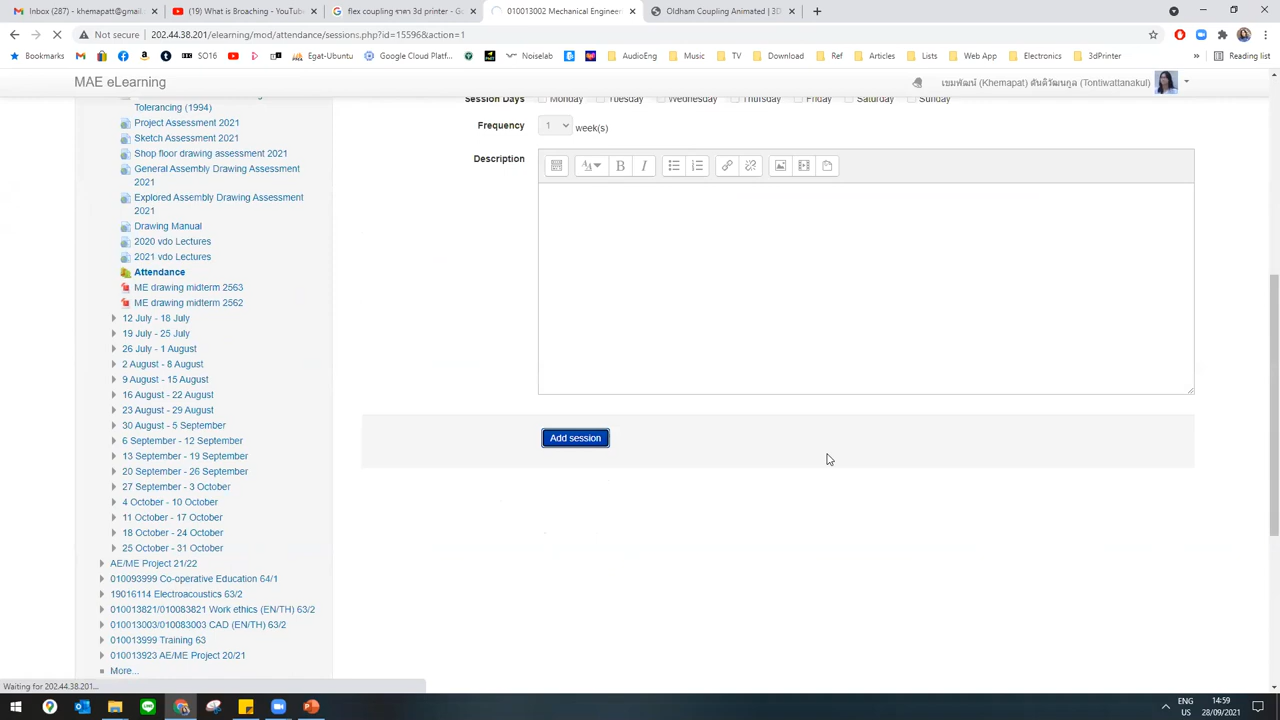 Inbox (287) - khemapat.t@e
(19) What is Broaching - YouTube
flex coupling ราคา 3d printer - G
010013002 Mechanical Engineer
Oldham Coupling Animated | 3D
Not secure | 202.44.38.201/elearning/mod/attendance/sessions.php?id=15596&action=1
Bookmarks
SO16
Egat-Ubuntu
Google Cloud Platf...
Noiselab
AudioEng
Music
TV
Download
Ref
Articles
Lists
Web App
Electronics
3dPrinter
»
Reading list
MAE eLearning
เขมพัฒน์ (Khemapat) ตันติวัฒนกูล (Tontiwattanakul)
Tolerancing (1994)
Project Assessment 2021
Sketch Assessment 2021
Shop floor drawing assessment 2021
General Assembly Drawing Assessment
2021
Explored Assembly Drawing Assessment
2021
Drawing Manual
2020 vdo Lectures
2021 vdo Lectures
Attendance
ME drawing midterm 2563
ME drawing midterm 2562
12 July - 18 July
19 July - 25 July
26 July - 1 August
2 August - 8 August
9 August - 15 August
16 August - 22 August
23 August - 29 August
30 August - 5 September
6 September - 12 September
13 September - 19 September
20 September - 26 September
27 September - 3 October
4 October - 10 October
11 October - 17 October
18 October - 24 October
25 October - 31 October
AE/ME Project 21/22
010093999 Co-operative Education 64/1
19016114 Electroacoustics 63/2
010013821/010083821 Work ethics (EN/TH) 63/2
010013003/010083003 CAD (EN/TH) 63/2
010013999 Training 63
010013923 AE/ME Project 20/21
More...
Session Days
Monday
Tuesday
Wednesday
Thursday
Friday
Saturday
Sunday
Frequency
1
week(s)
Description
B
I
Add session
Waiting for 202.44.38.201...
ENG
US
14:59
28/09/2021